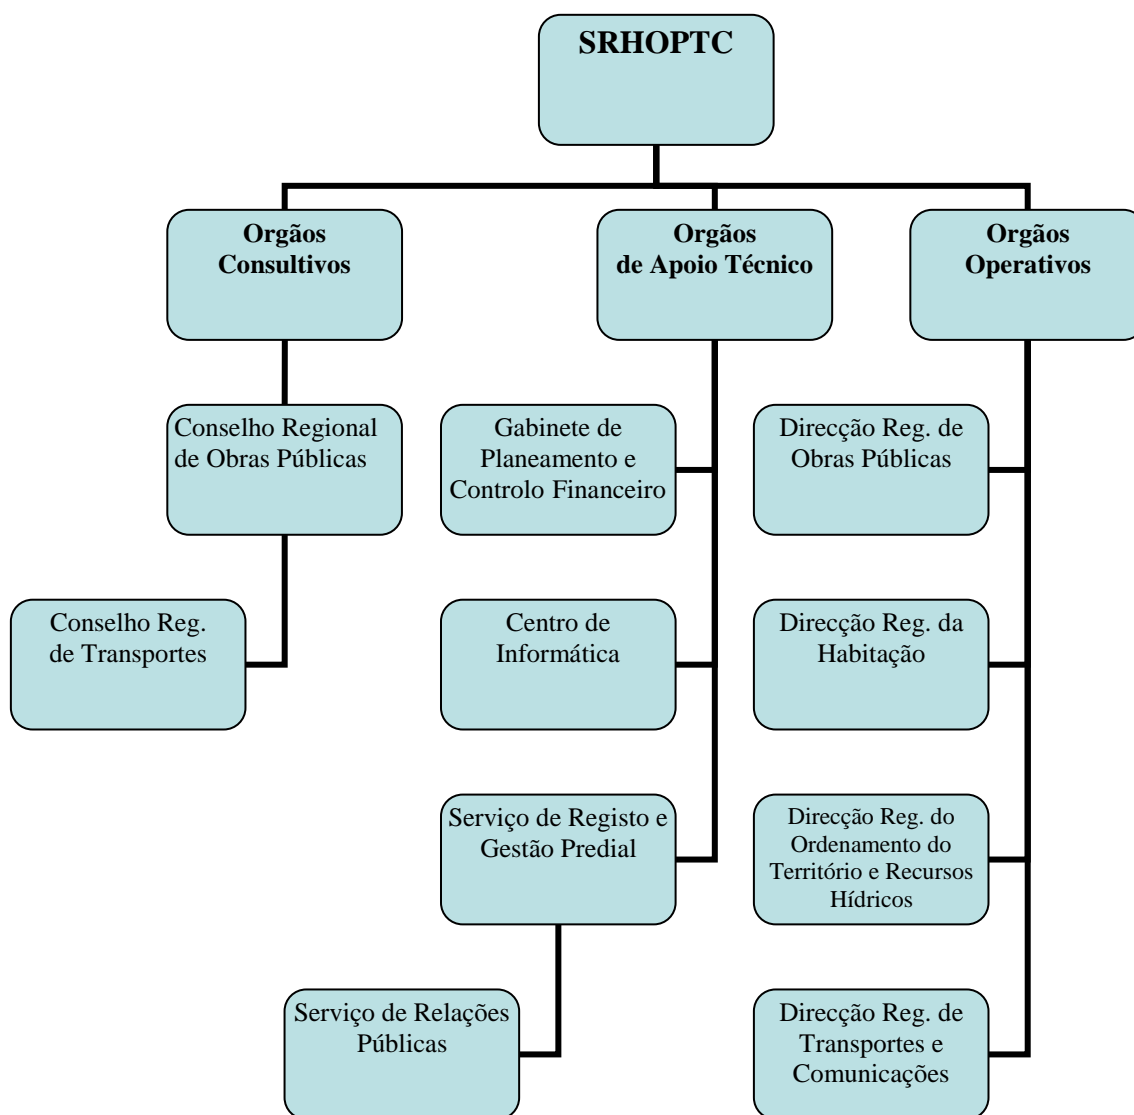 SRHOPTC
Orgãos
Consultivos
Orgãos
de Apoio Técnico
Orgãos
Operativos
Conselho Regional
de Obras Públicas
Gabinete de
Planeamento e
Controlo Financeiro
Direcção Reg. de
Obras Públicas
Conselho Reg.
de Transportes
Centro de
Informática
Direcção Reg. da
Habitação
Serviço de Registo e
Gestão Predial
Direcção Reg. do
Ordenamento do
Território e Recursos
Hídricos
Serviço de Relações
Públicas
Direcção Reg. de
Transportes e
Comunicações